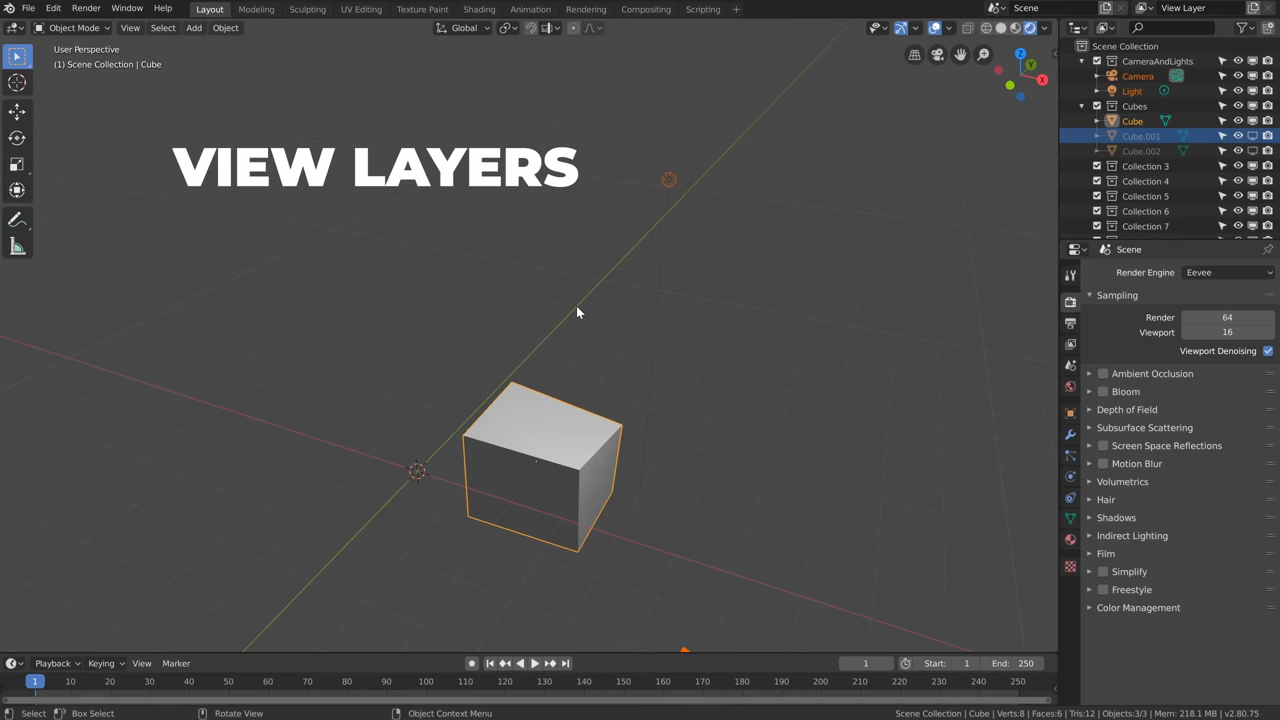 File Edit Render Window Help Layout Modeling Sculpting UV Editing Texture Paint Shading Animation Rendering Compositing Scripting + Scene View Layer
Object Mode View Select Add Object Global
User Perspective
(1) Scene Collection | Cube
VIEW LAYERS
Z
Y
X
Scene Collection
CameraAndLights
Camera
Light
Cubes
Cube
Cube.001
Cube.002
Collection 3
Collection 4
Collection 5
Collection 6
Collection 7
Scene
Render Engine Eevee
Sampling
Render 64
Viewport 16
Viewport Denoising
Ambient Occlusion
Bloom
Depth of Field
Subsurface Scattering
Screen Space Reflections
Motion Blur
Volumetrics
Hair
Shadows
Indirect Lighting
Film
Simplify
Freestyle
Color Management
Playback Keying View Marker 1 Start: 1 End: 250
1 10 20 30 40 50 60 70 80 90 100 110 120 130 140 150 160 170 180 190 200 210 220 230 240 250
Select Box Select Rotate View Object Context Menu Scene Collection | Cube | Verts:8 | Faces:6 | Tris:12 | Objects:3/3 | Mem: 218.1 MB | v2.80.75